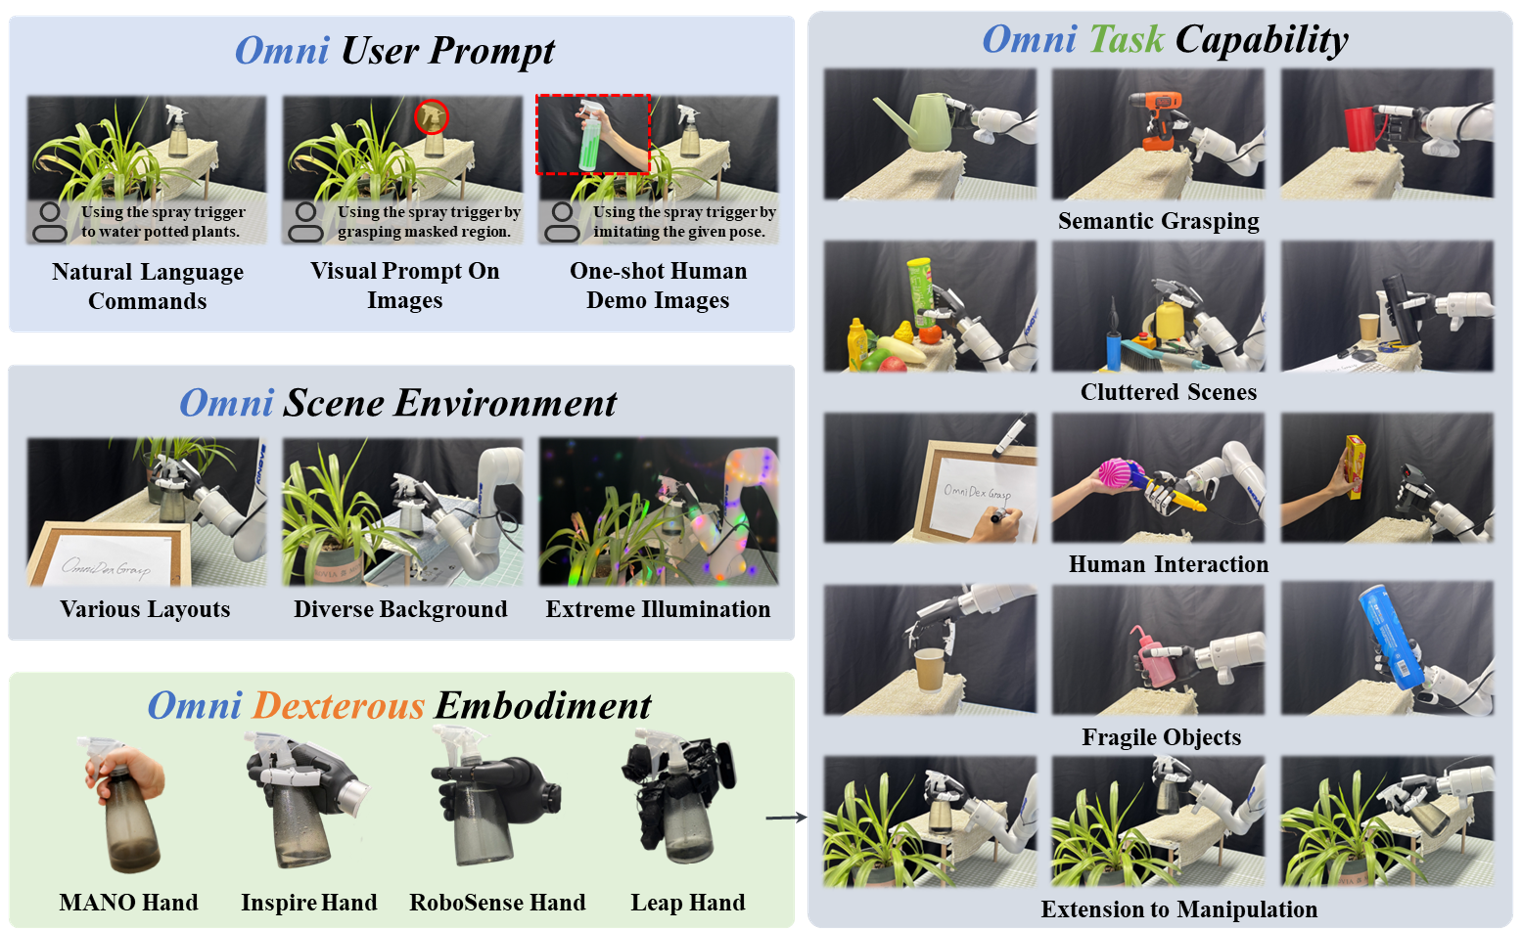 Omni User Prompt
Using the spray trigger
to water potted plants.
Using the spray trigger by
grasping masked region.
Using the spray trigger by
imitating the given pose.
Natural Language
Commands
Visual Prompt On
Images
One-shot Human
Demo Images
Omni Scene Environment
KINOVA
OmniDexGrasp
Various Layouts
Diverse Background
Extreme Illumination
Omni Dexterous Embodiment
MANO Hand
Inspire Hand
RoboSense Hand
Leap Hand
Omni Task Capability
Semantic Grasping
Cluttered Scenes
OmniDexGrasp
Human Interaction
Fragile Objects
Extension to Manipulation